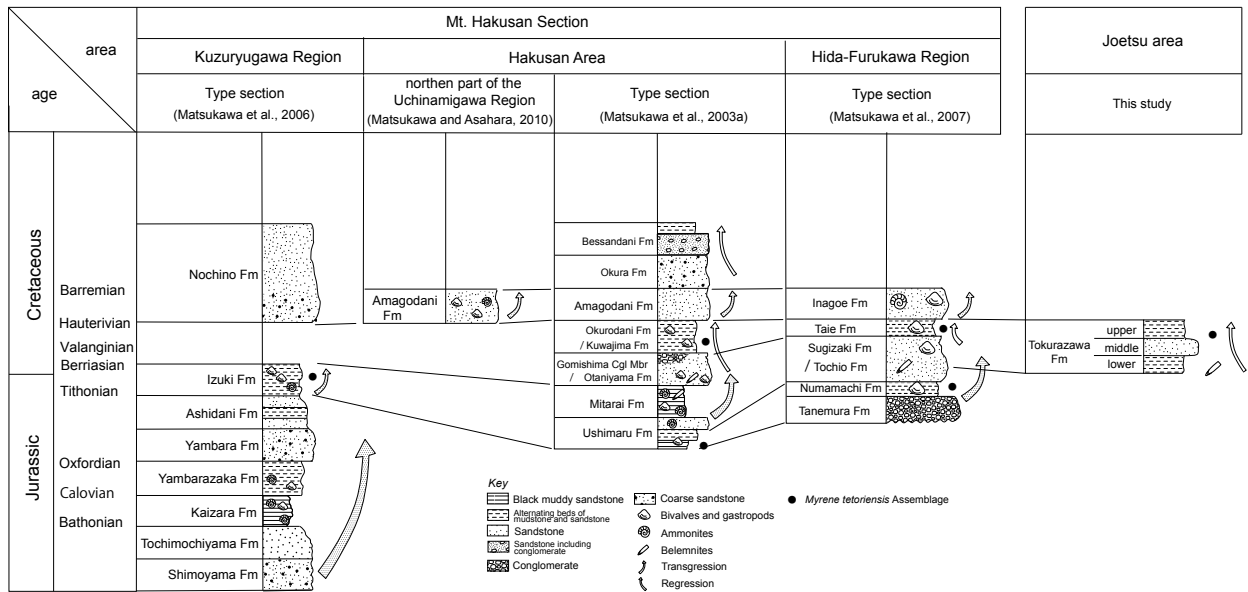 Mt. Hakusan Section
area
age
Kuzuryugawa Region
Hakusan Area
Hida-Furukawa Region
Joetsu area
Type section
(Matsukawa et al., 2006)
northen part of the
Uchinamigawa Region
(Matsukawa and Asahara, 2010)
Type section
(Matsukawa et al., 2003a)
Type section
(Matsukawa et al., 2007)
This study
Cretaceous
Barremian
Hauterivian
Valanginian
Berriasian
Jurassic
Tithonian
Oxfordian
Calovian
Bathonian
Nochino Fm
Izuki Fm
Ashidani Fm
Yambara Fm
Yambarazaka Fm
Kaizara Fm
Tochimochiyama Fm
Shimoyama Fm
Amagodani
Fm
Bessandani Fm
Okura Fm
Amagodani Fm
Okurodani Fm
/ Kuwajima Fm
Gomishima Cgl Mbr
/ Otaniyama Fm
Mitarai Fm
Ushimaru Fm
Inagoe Fm
Taie Fm
Sugizaki Fm
/ Tochio Fm
Numamachi Fm
Tanemura Fm
Tokurazawa
Fm
upper
middle
lower
Key
Black muddy sandstone
Alternating beds of
mudstone and sandstone
Sandstone
Sandstone including
conglomerate
Conglomerate
Coarse sandstone
Bivalves and gastropods
Ammonites
Belemnites
Transgression
Regression
Myrene tetoriensis Assemblage